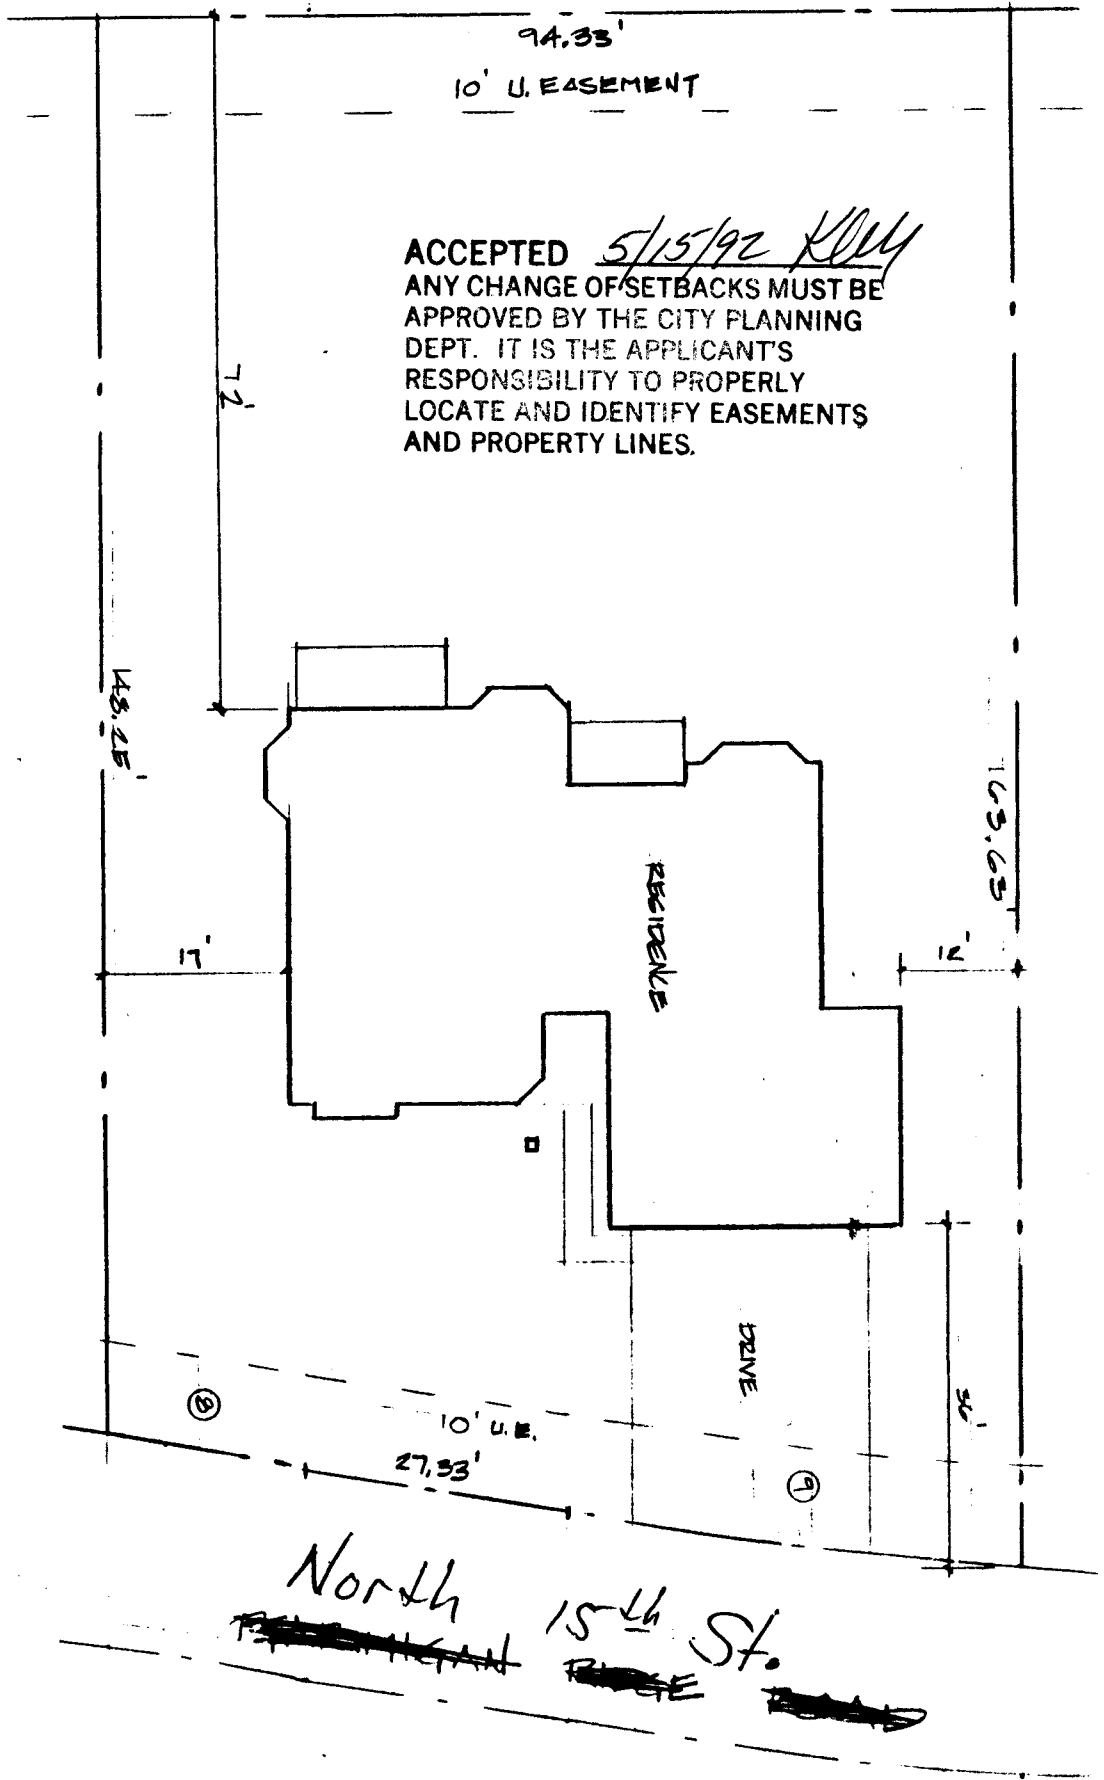 94.33'
10' U. EASEMENT
ACCEPTED 5/15/92
ANY CHANGE OF SETBACKS MUST BE
APPROVED BY THE CITY PLANNING
DEPT. IT IS THE APPLICANT'S
RESPONSIBILITY TO PROPERLY
LOCATE AND IDENTIFY EASEMENTS
AND PROPERTY LINES.
72'
148.25'
163.63'
RESIDENCE
17'
12'
DRIVE
36'
8
10' U.E.
27.33'
9
North 15th St.